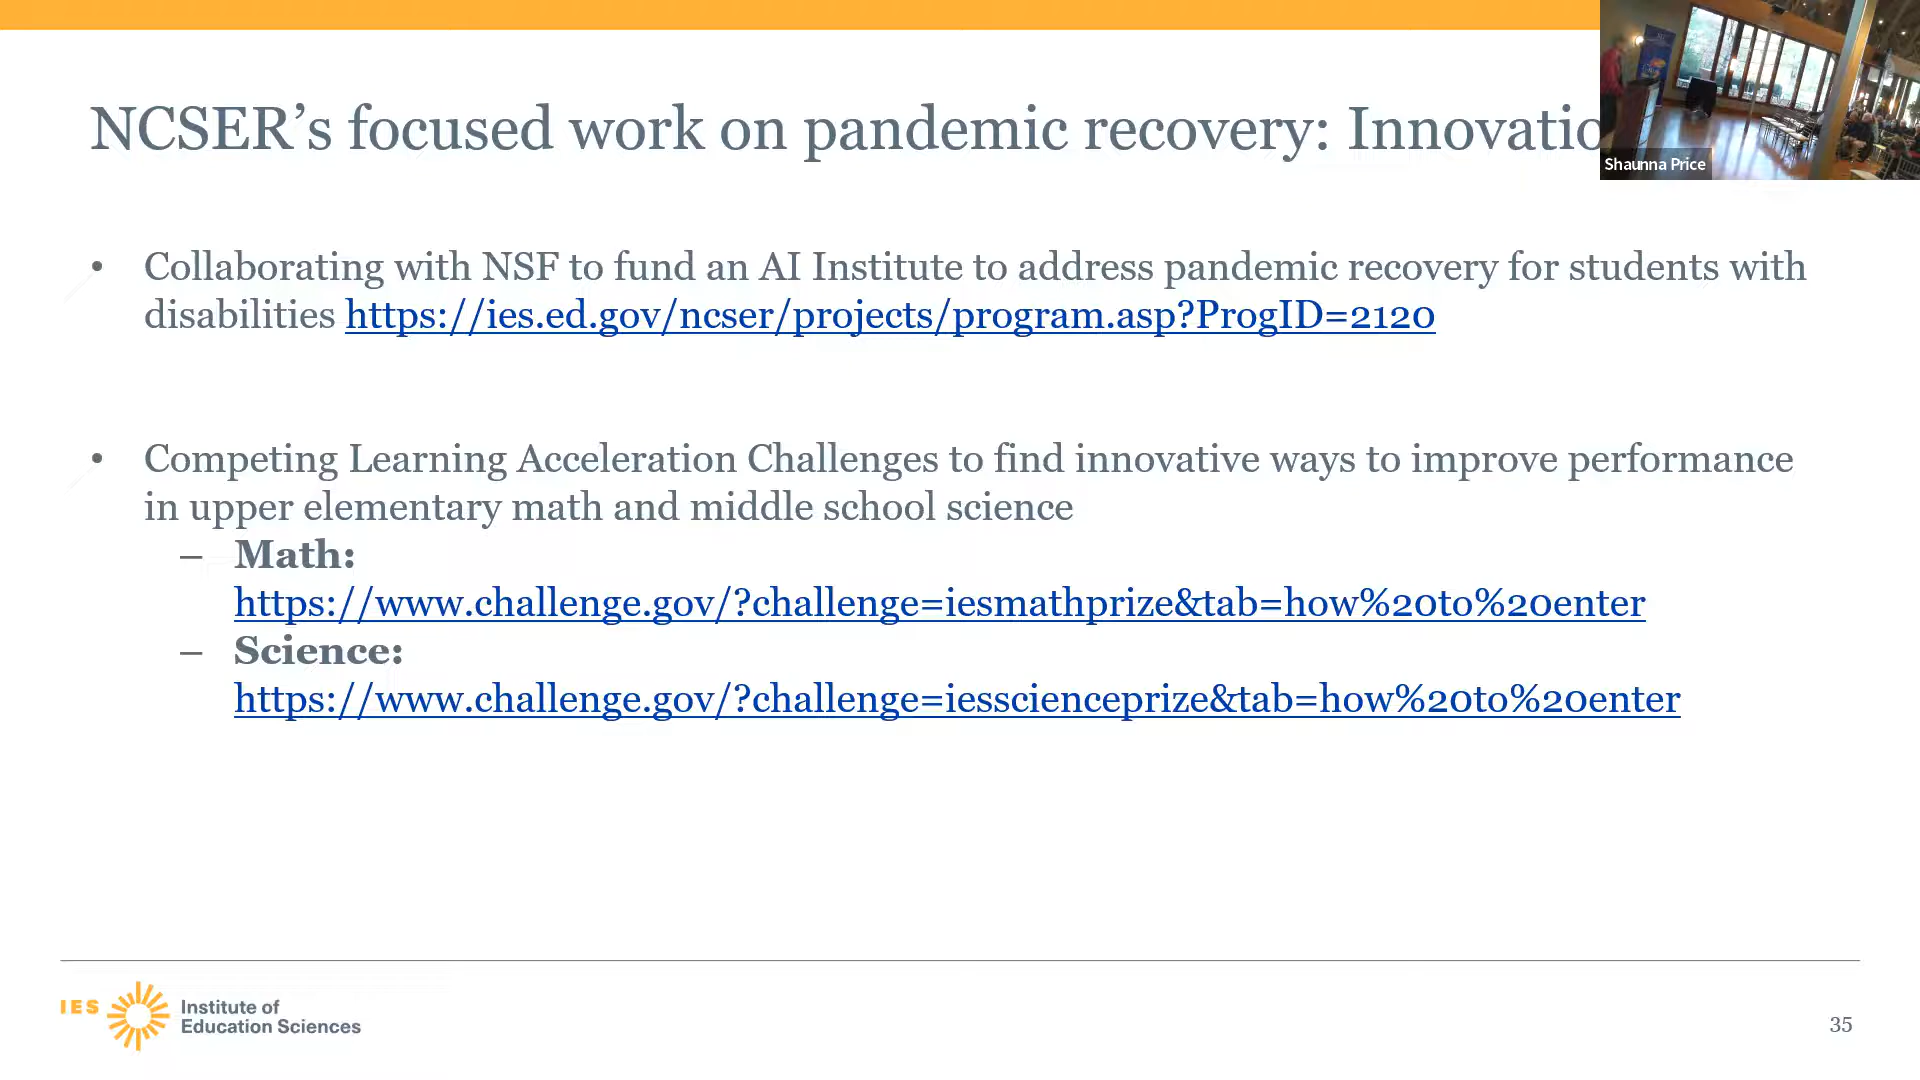 NCSER’s focused work on pandemic recovery: Innovatio
Shaunna Price
• Collaborating with NSF to fund an AI Institute to address pandemic recovery for students with
disabilities https://ies.ed.gov/ncser/projects/program.asp?ProgID=2120
• Competing Learning Acceleration Challenges to find innovative ways to improve performance
in upper elementary math and middle school science
– Math:
https://www.challenge.gov/?challenge=iesmathprize&tab=how%20to%20enter
– Science:
https://www.challenge.gov/?challenge=iesscienceprize&tab=how%20to%20enter
IES Institute of
Education Sciences
35